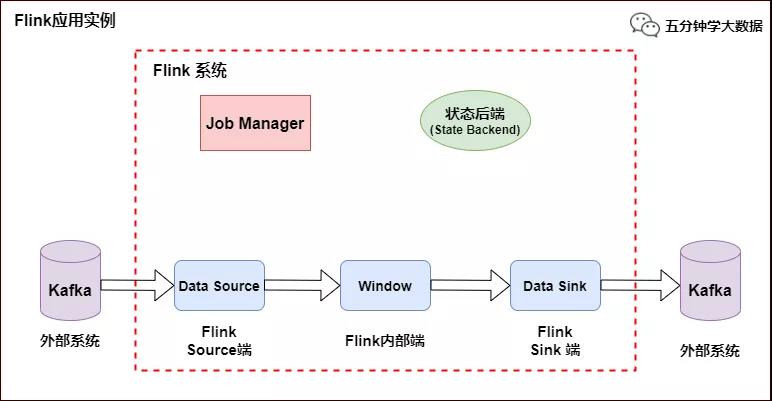 Flink应用实例
五分钟学大数据
Flink 系统
Job Manager
状态后端
(State Backend)
Kafka
Data Source
Window
Data Sink
Kafka
外部系统
Flink
Source端
Flink内部端
Flink
Sink 端
外部系统